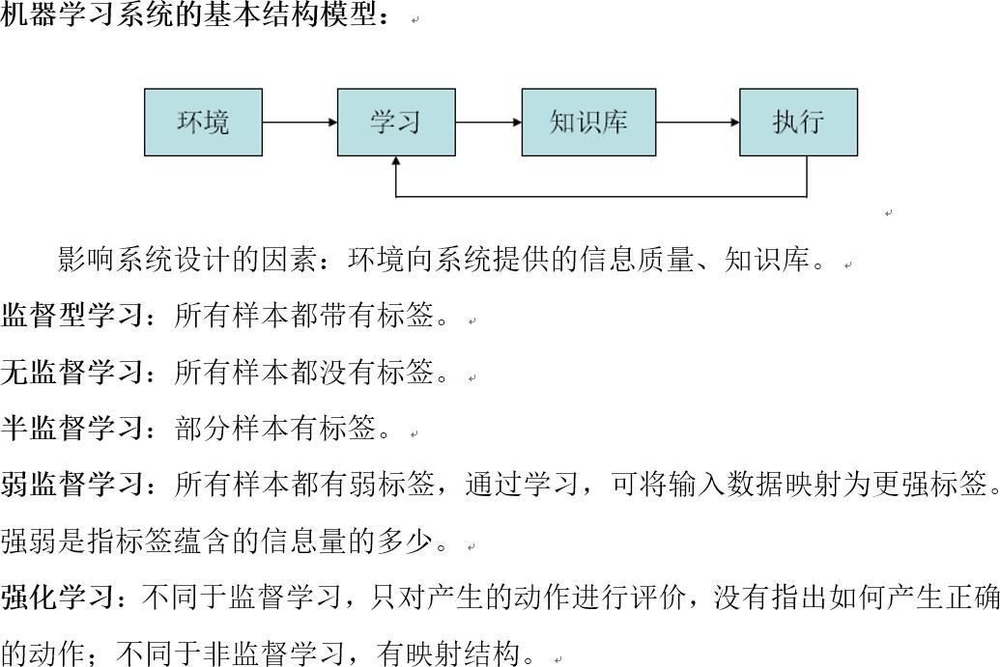 机器学习系统的基本结构模型：
环境 学习 知识库 执行
影响系统设计的因素：环境向系统提供的信息质量、知识库。
监督型学习：所有样本都带有标签。
无监督学习：所有样本都没有标签。
半监督学习：部分样本有标签。
弱监督学习：所有样本都有弱标签，通过学习，可将输入数据映射为更强标签。
强弱是指标签蕴含的信息量的多少。
强化学习：不同于监督学习，只对产生的动作进行评价，没有指出如何产生正确
的动作；不同于非监督学习，有映射结构。